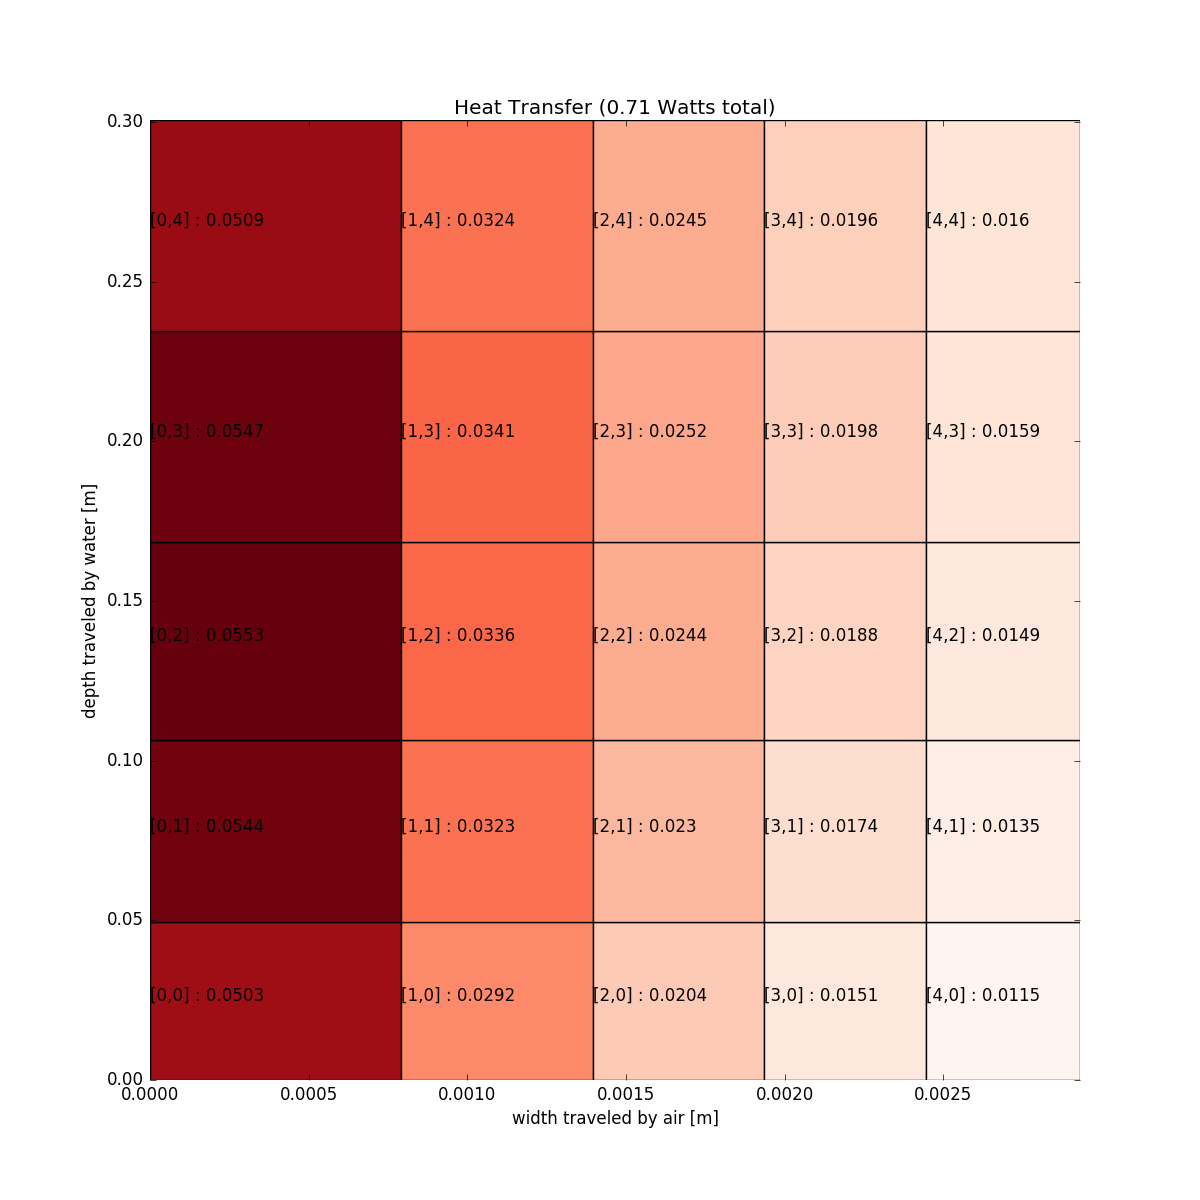 Heat Transfer (0.71 Watts total)
0.30
[0,4] : 0.0509 [1,4] : 0.0324 [2,4] : 0.0245 [3,4] : 0.0196 [4,4] : 0.016
0.25
[0,3] : 0.0547 [1,3] : 0.0341 [2,3] : 0.0252 [3,3] : 0.0198 [4,3] : 0.0159
0.20
depth traveled by water [m]
[0,2] : 0.0553 [1,2] : 0.0336 [2,2] : 0.0244 [3,2] : 0.0188 [4,2] : 0.0149
0.15
0.10
[0,1] : 0.0544 [1,1] : 0.0323 [2,1] : 0.023 [3,1] : 0.0174 [4,1] : 0.0135
0.05
[0,0] : 0.0503 [1,0] : 0.0292 [2,0] : 0.0204 [3,0] : 0.0151 [4,0] : 0.0115
0.00
0.0000 0.0005 0.0010 0.0015 0.0020 0.0025
width traveled by air [m]